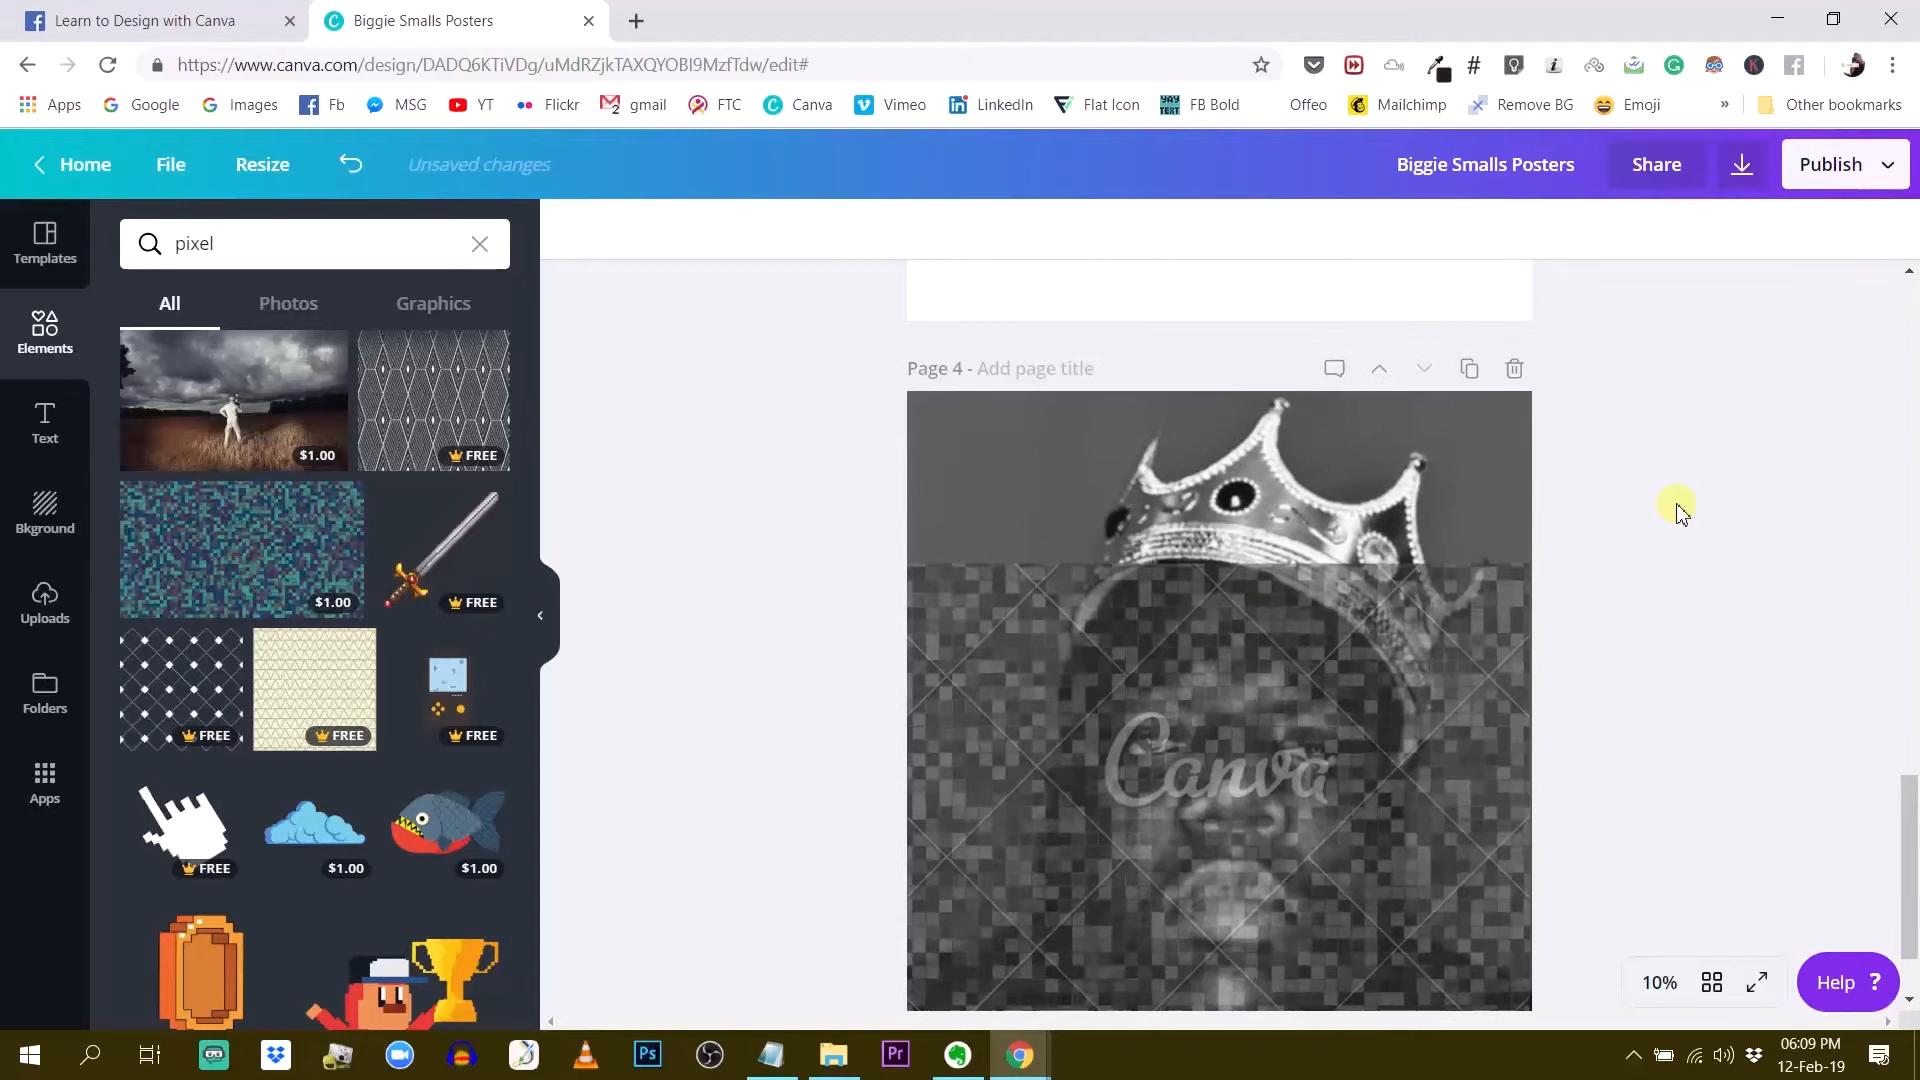 Learn to Design with Canva
Biggie Smalls Posters
https://www.canva.com/design/DADQ6KTiVDg/uMdRZjkTAXQYOBI9MzfTdw/edit#
Apps
Google
Images
Fb
MSG
YT
Flickr
gmail
FTC
Canva
Vimeo
LinkedIn
Flat Icon
FB Bold
Offeo
Mailchimp
Remove BG
Emoji
»
Other bookmarks
Home
File
Resize
Unsaved changes
Biggie Smalls Posters
Share
Publish
Templates
Elements
Text
Bkground
Uploads
Folders
Apps
pixel
All
Photos
Graphics
$1.00
FREE
$1.00
FREE
FREE
FREE
FREE
FREE
$1.00
$1.00
Page 4 - Add page title
Canva
10%
Help ?
Ps
Pr
06:09 PM
12-Feb-19